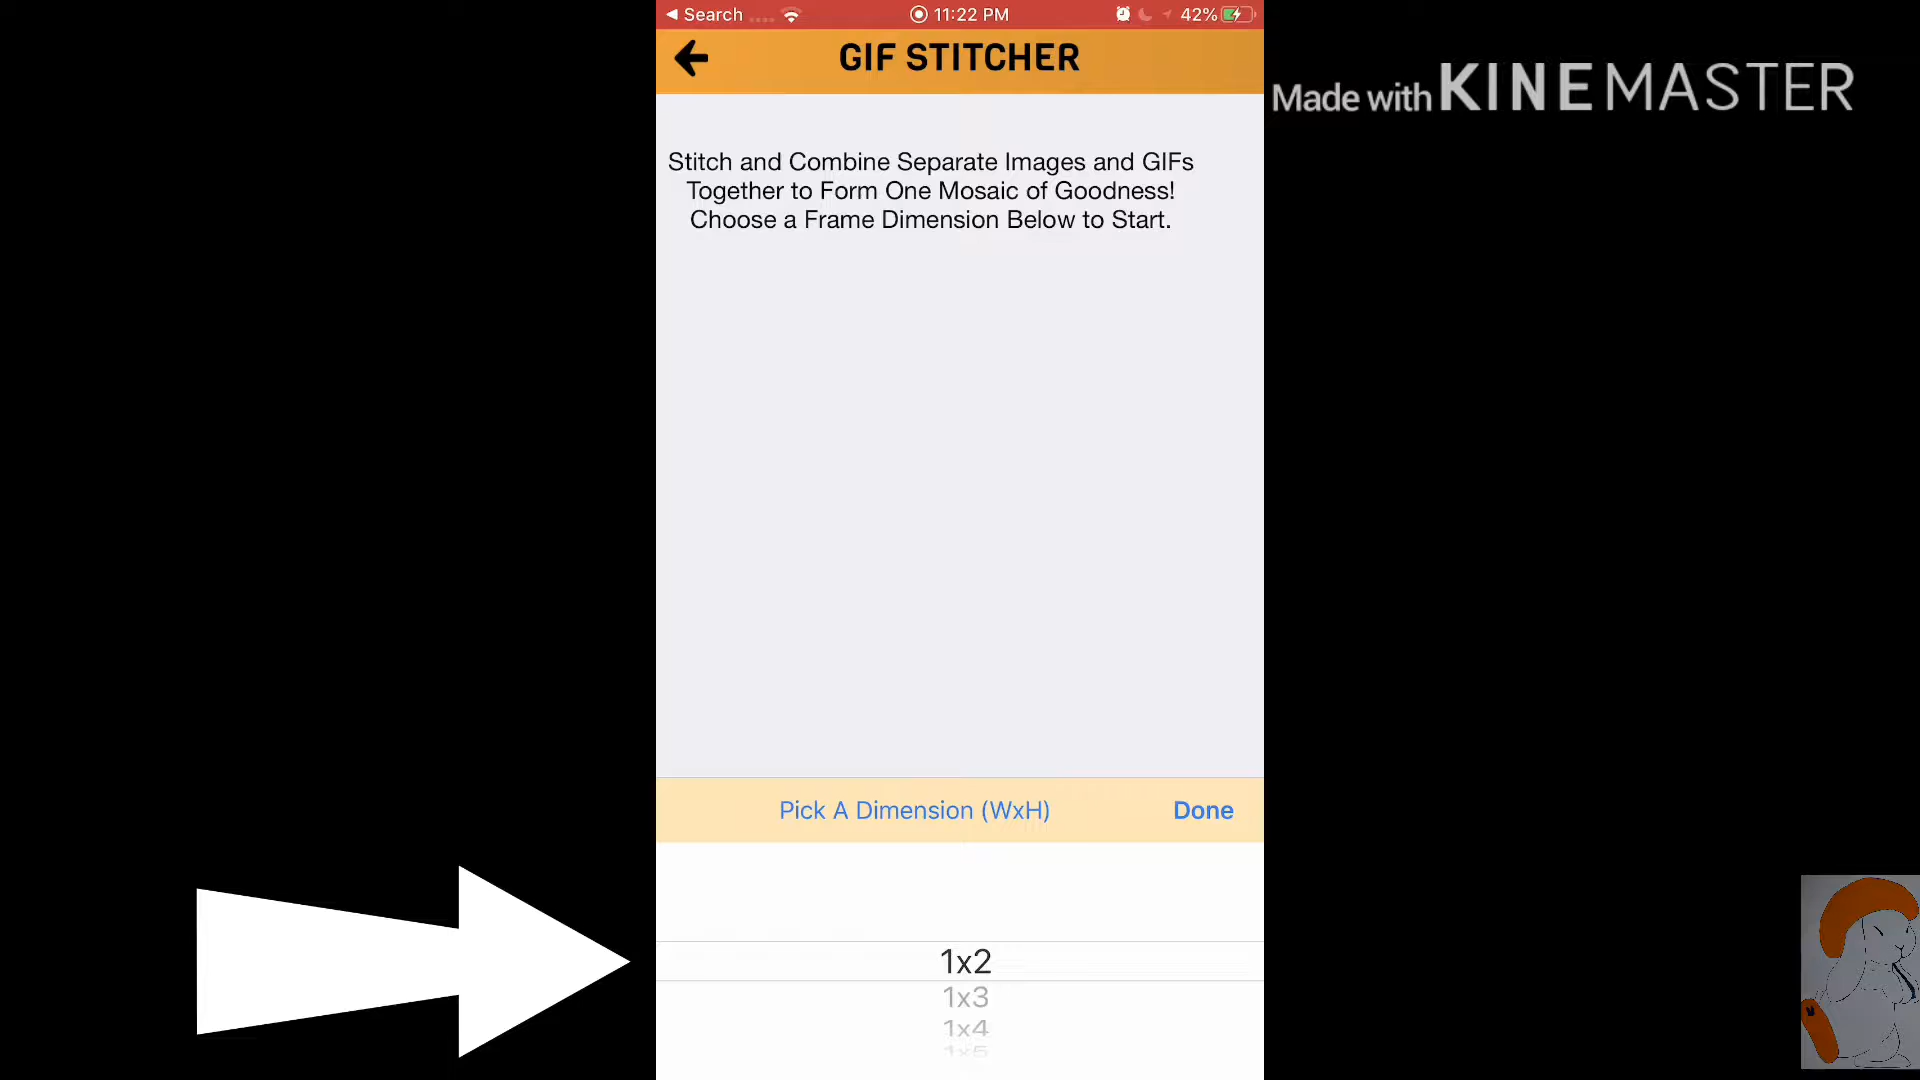 Search
11:22 PM
42%
GIF STITCHER
Made with KINEMASTER
Stitch and Combine Separate Images and GIFs
Together to Form One Mosaic of Goodness!
Choose a Frame Dimension Below to Start.
Pick A Dimension (WxH)
Done
1x2
1x3
1x4
1x5